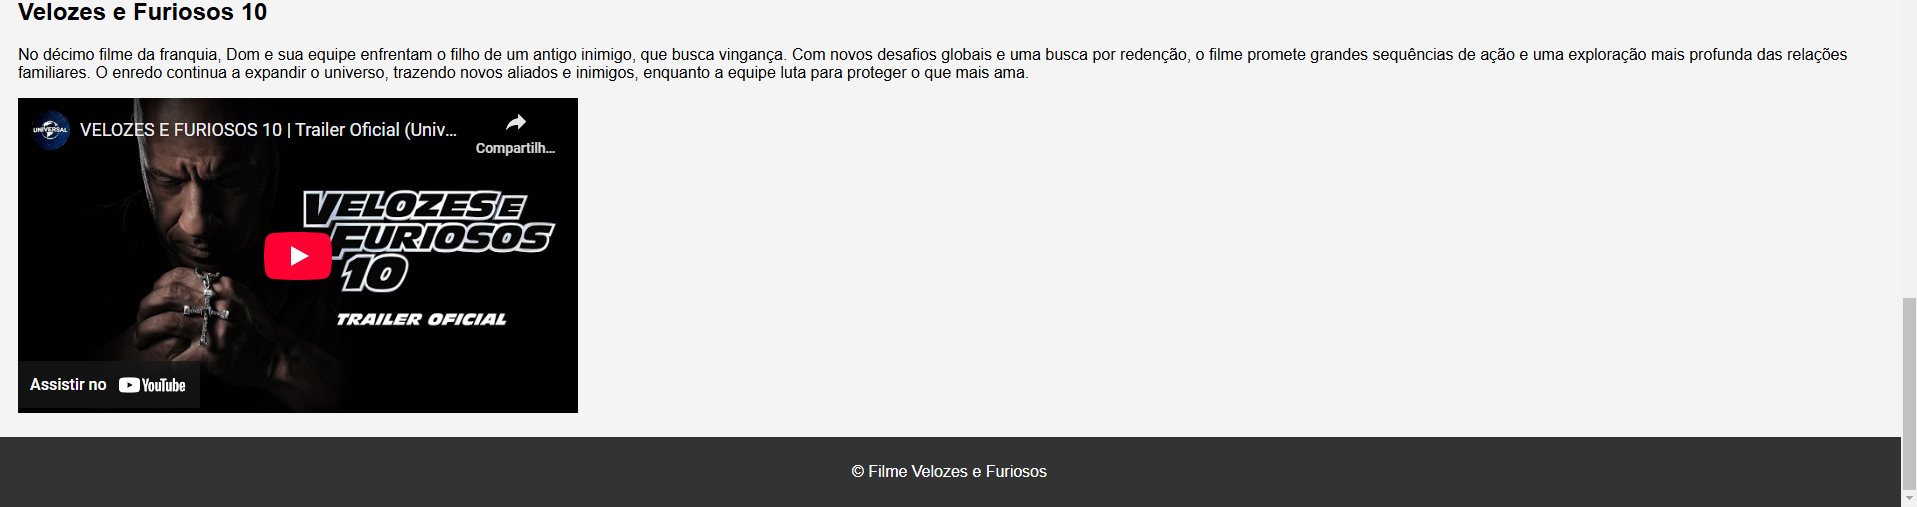 Velozes e Furiosos 10
No décimo filme da franquia, Dom e sua equipe enfrentam o filho de um antigo inimigo, que busca vingança. Com novos desafios globais e uma busca por redenção, o filme promete grandes sequências de ação e uma exploração mais profunda das relações
familiares. O enredo continua a expandir o universo, trazendo novos aliados e inimigos, enquanto a equipe luta para proteger o que mais ama.
UNIVERSAL
VELOZES E FURIOSOS 10 | Trailer Oficial (Univ...
Compartilh...
VELOZES E
FURIOSOS
10
TRAILER OFICIAL
Assistir no YouTube
© Filme Velozes e Furiosos